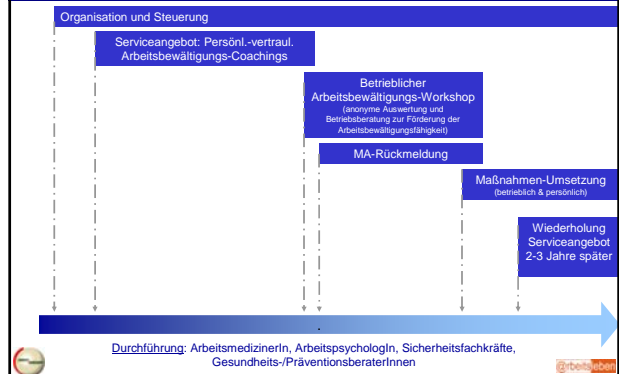 Organisation und Steuerung
Serviceangebot: Persönl.-vertraul.
Arbeitsbewältigungs-Coachings
Betrieblicher
Arbeitsbewältigungs-Workshop
(anonyme Auswertung und
Betriebsberatung zur Förderung der
Arbeitsbewältigungsfähigkeit)
MA-Rückmeldung
Maßnahmen-Umsetzung
(betrieblich & persönlich)
Wiederholung
Serviceangebot
2-3 Jahre später
.
Durchführung: ArbeitsmedizinerIn, ArbeitspsychologIn, Sicherheitsfachkräfte,
Gesundheits-/PräventionsberaterInnen
@rbeitsleben